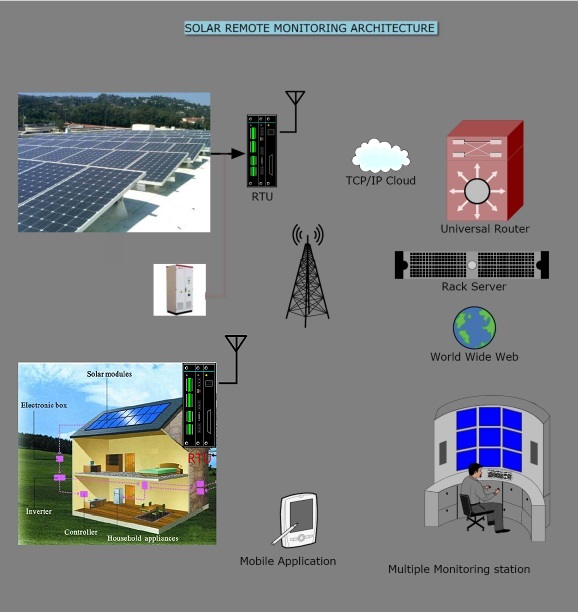 SOLAR REMOTE MONITORING ARCHITECTURE
RTU
TCP/IP Cloud
Universal Router
Rack Server
World Wide Web
Solar modules
Electronic box
RTU
Inverter
Controller
Household appliances
Mobile Application
Multiple Monitoring station